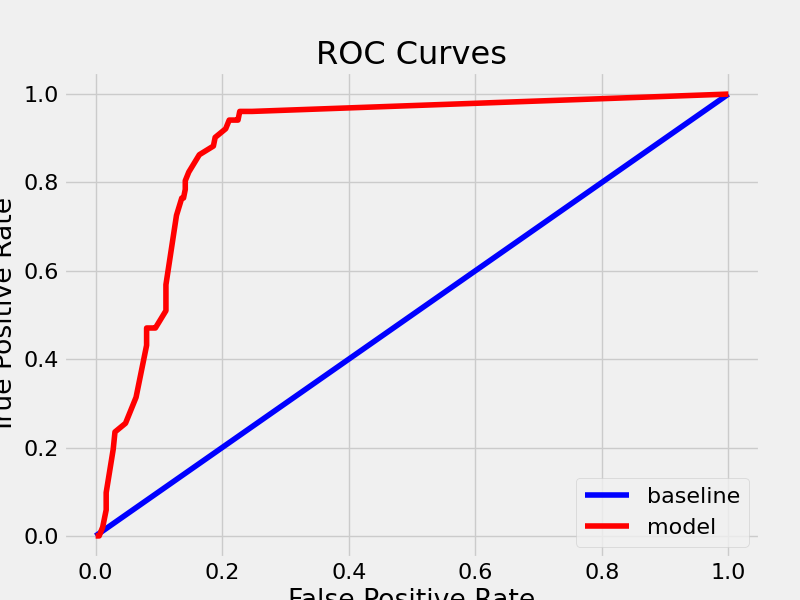 ROC Curves
True Positive Rate
1.0
0.8
0.6
0.4
0.2
0.0
0.0 0.2 0.4 0.6 0.8 1.0
False Positive Rate
baseline
model